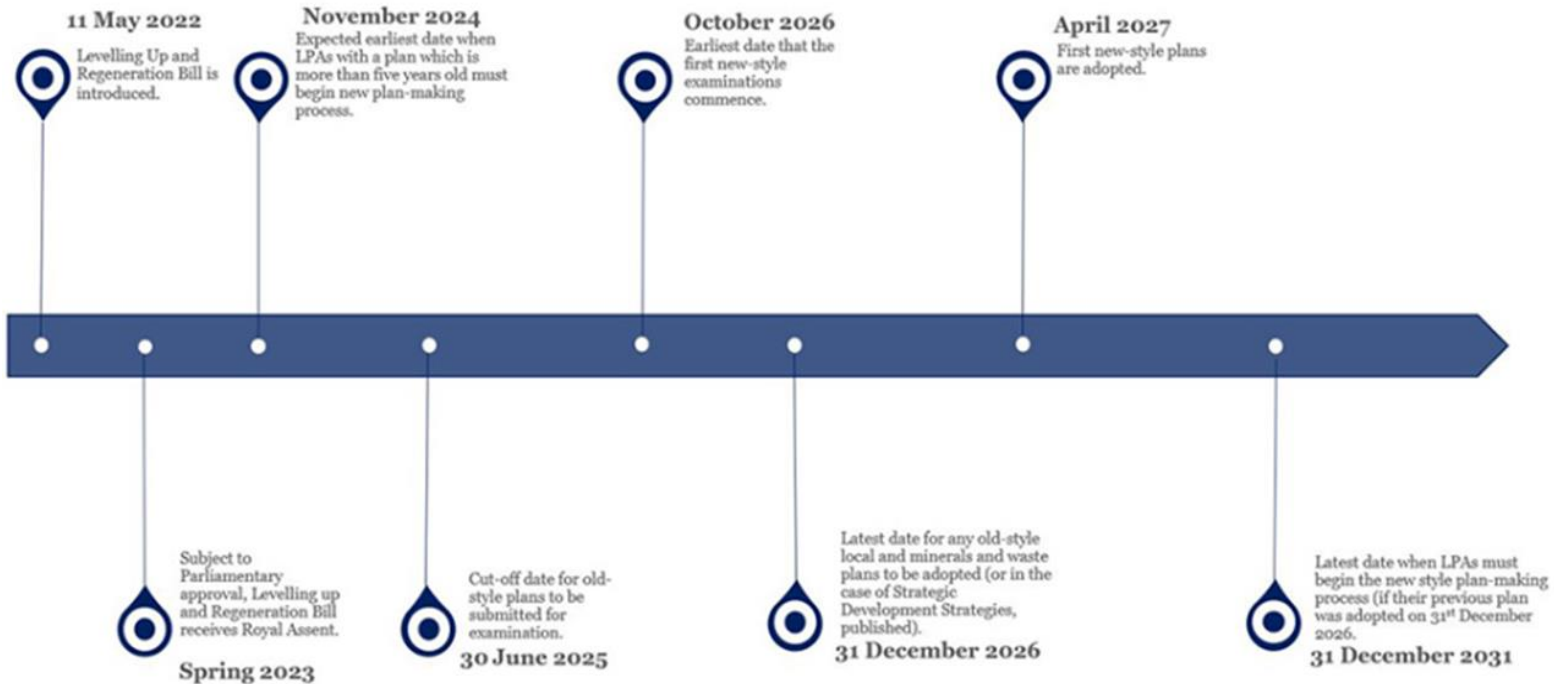 11 May 2022
Levelling Up and
Regeneration Bill is
introduced.
November 2024
Expected earliest date when
LPAs with a plan which is
more than five years old must
begin new plan-making
process.
October 2026
Earliest date that the
first new-style
examinations
commence.
April 2027
First new-style plans
are adopted.
Subject to
Parliamentary
approval, Levelling up
and Regeneration Bill
receives Royal Assent.
Spring 2023
Cut-off date for old-
style plans to be
submitted for
examination.
30 June 2025
Latest date for any old-style
local and minerals and waste
plans to be adopted (or in the
case of Strategic
Development Strategies,
published).
31 December 2026
Latest date when LPAs must
begin the new style plan-making
process (if their previous plan
was adopted on 31st December
2026.
31 December 2031